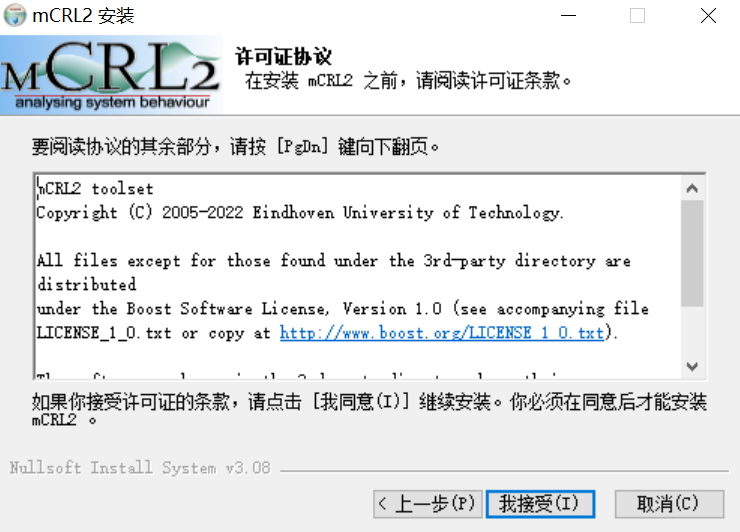 mCRL2 安装
mCRL2
analysing system behaviour
许可证协议
在安装 mCRL2 之前，请阅读许可证条款。
要阅读协议的其余部分，请按 [PgDn] 键向下翻页。
mCRL2 toolset
Copyright (C) 2005-2022 Eindhoven University of Technology.
All files except for those found under the 3rd-party directory are
distributed
under the Boost Software License, Version 1.0 (see accompanying file
LICENSE_1_0.txt or copy at http://www.boost.org/LICENSE_1_0.txt).
如果你接受许可证的条款，请点击 [我同意(I)] 继续安装。你必须在同意后才能安装
mCRL2 。
Nullsoft Install System v3.08
< 上一步(P)
我接受(I)
取消(C)